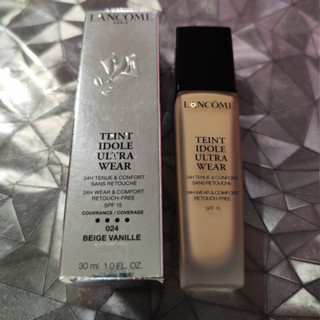 LANCÔME
PARIS
TEINT
IDOLE
ULTRA
WEAR
24H TENUE & CONFORT
SANS RETOUCHE
24H WEAR & COMFORT
RETOUCH-FREE
SPF 15
COUVRANCE / COVERAGE
024
BEIGE VANILLE
30 ml 1.0 FL. OZ.
LANCÔME
TEINT
IDOLE
ULTRA
WEAR
24H TENUE & CONFORT
SANS RETOUCHE
24H WEAR & COMFORT
RETOUCH-FREE
SPF 15